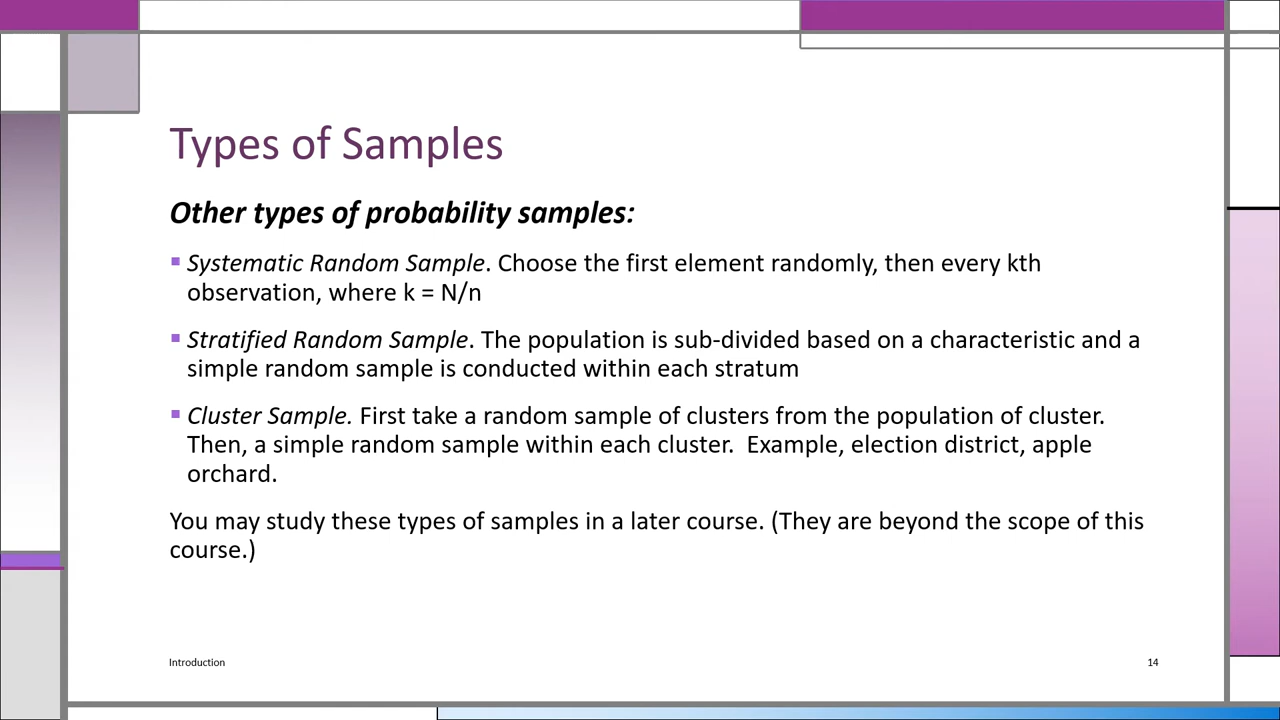 Types of Samples
Other types of probability samples:
▪ Systematic Random Sample. Choose the first element randomly, then every kth
observation, where k = N/n
▪ Stratified Random Sample. The population is sub-divided based on a characteristic and a
simple random sample is conducted within each stratum
▪ Cluster Sample. First take a random sample of clusters from the population of cluster.
Then, a simple random sample within each cluster.  Example, election district, apple
orchard.
You may study these types of samples in a later course. (They are beyond the scope of this
course.)
Introduction
14